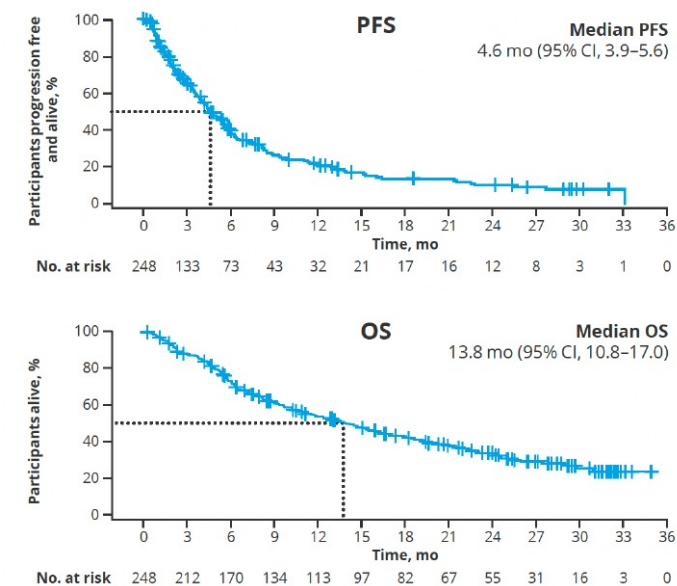 PFS
Median PFS
4.6 mo (95% CI, 3.9–5.6)
Participants progression free
and alive, %
100
80
60
40
20
0
0 3 6 9 12 15 18 21 24 27 30 33 36
Time, mo
No. at risk 248 133 73 43 32 21 17 16 12 8 3 1 0
OS
Median OS
13.8 mo (95% CI, 10.8–17.0)
Participants alive, %
100
80
60
40
20
0
0 3 6 9 12 15 18 21 24 27 30 33 36
Time, mo
No. at risk 248 212 170 134 113 97 82 67 55 31 16 3 0